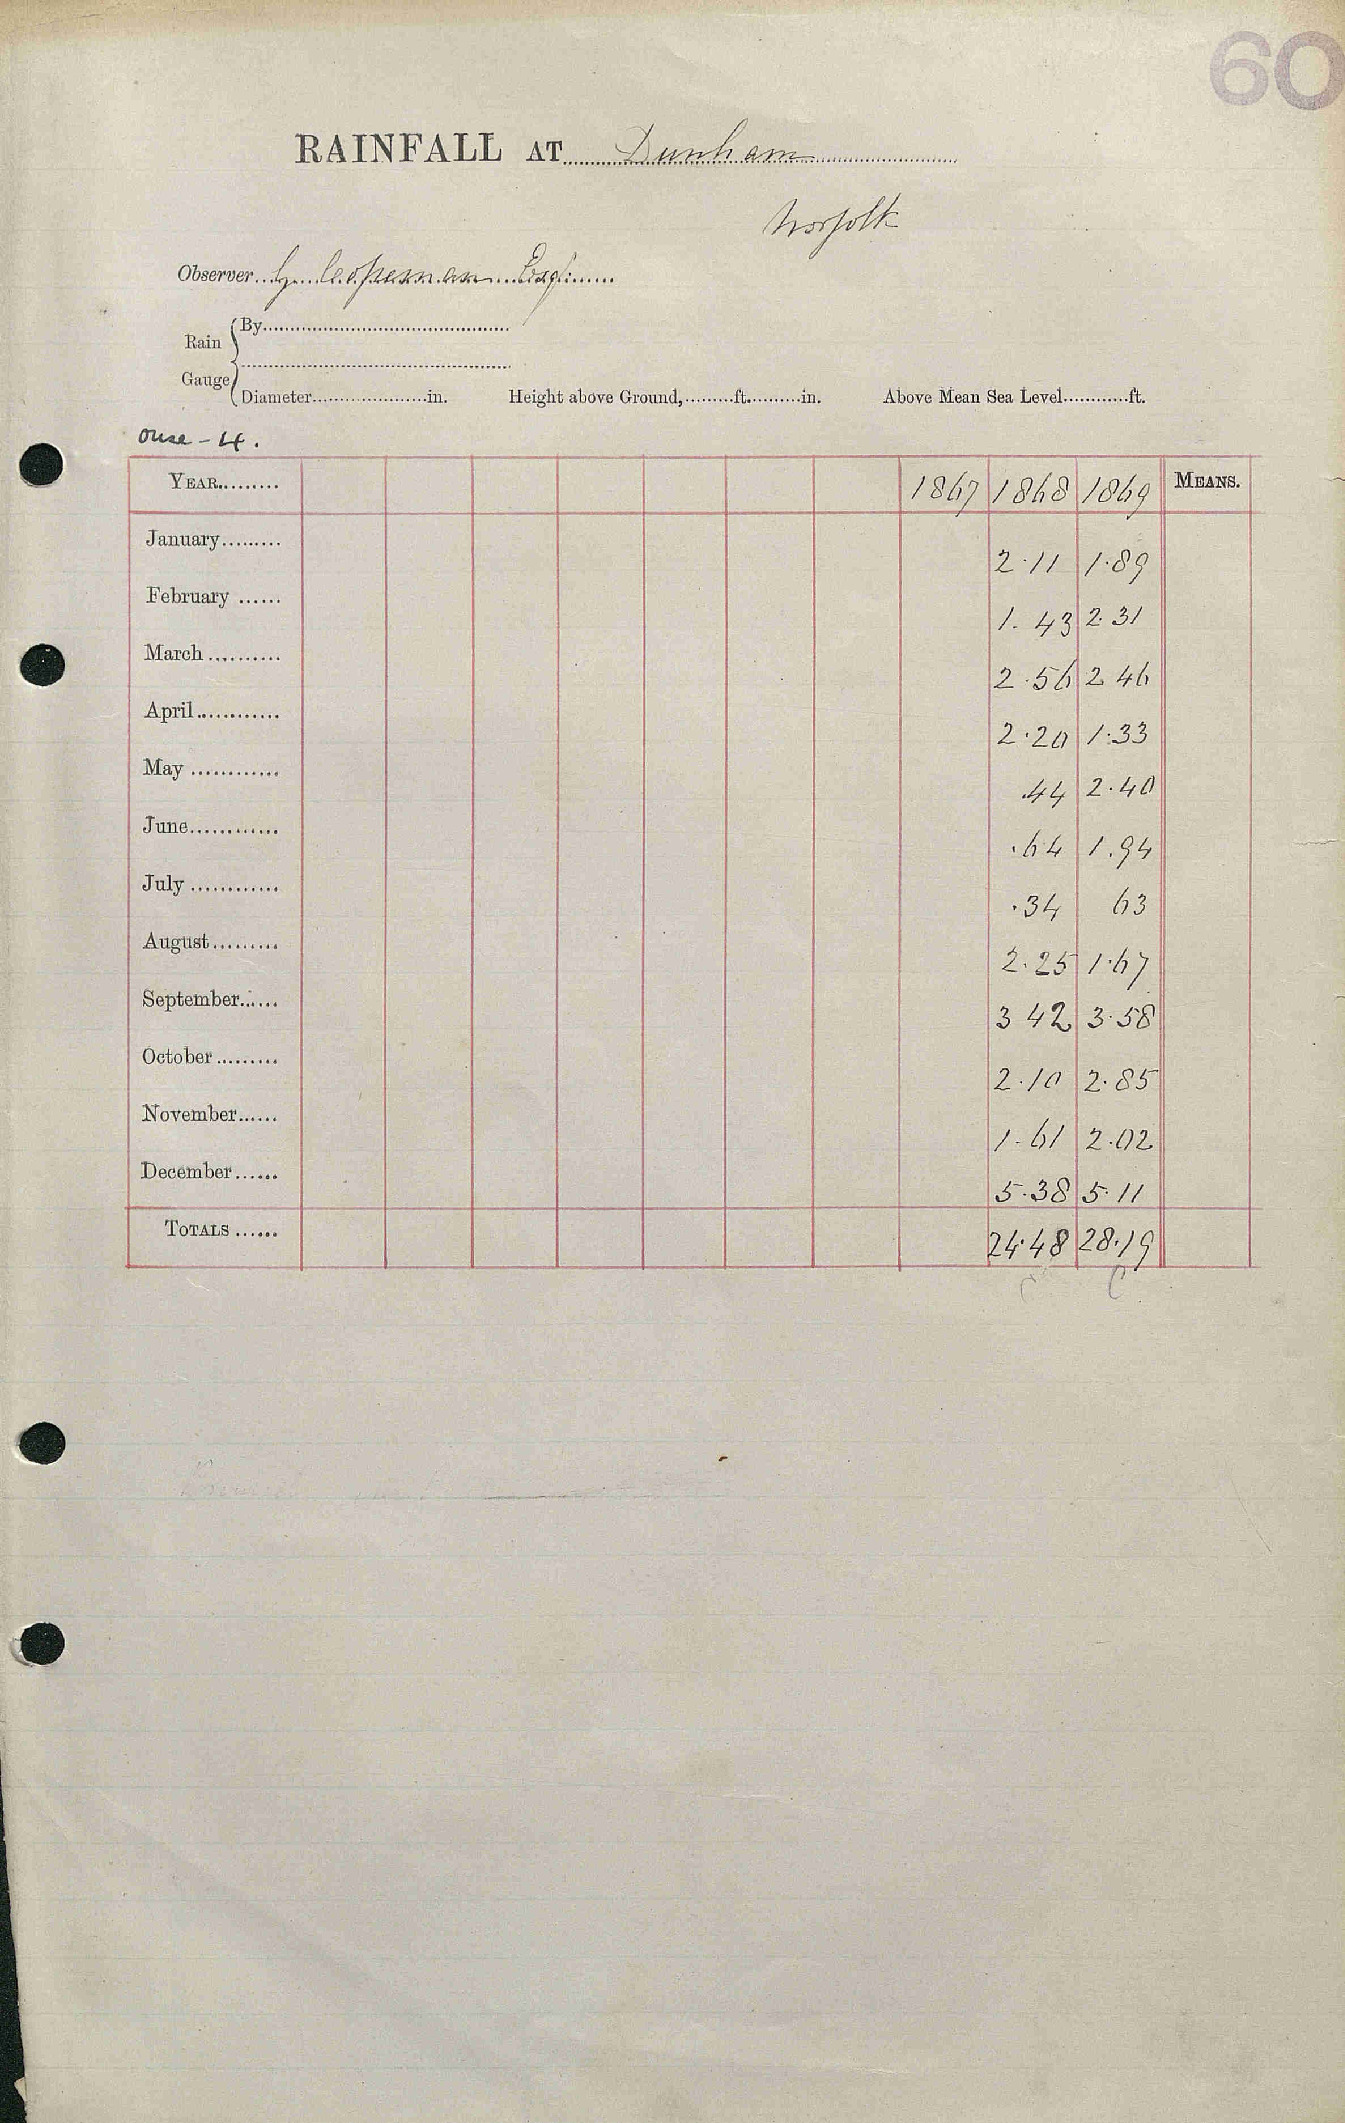 60
RAINFALL AT Dunham
Norfolk
Observer G. Copeman Esq
Rain Gauge
By
Diameter in. Height above Ground, ft. in. Above Mean Sea Level ft.
Ouse - 4.
YEAR 1867 1868 1869 MEANS.
January 2.11 1.89
February 1.43 2.31
March 2.56 2 46
April 2.20 1.33
May .44 2.40
June .64 1.94
July .34 63
August 2.25 1.67
September 3 42 3.58
October 2.10 2.85
November 1.61 2.02
December 5.38 5.11
TOTALS 24.48 28.19